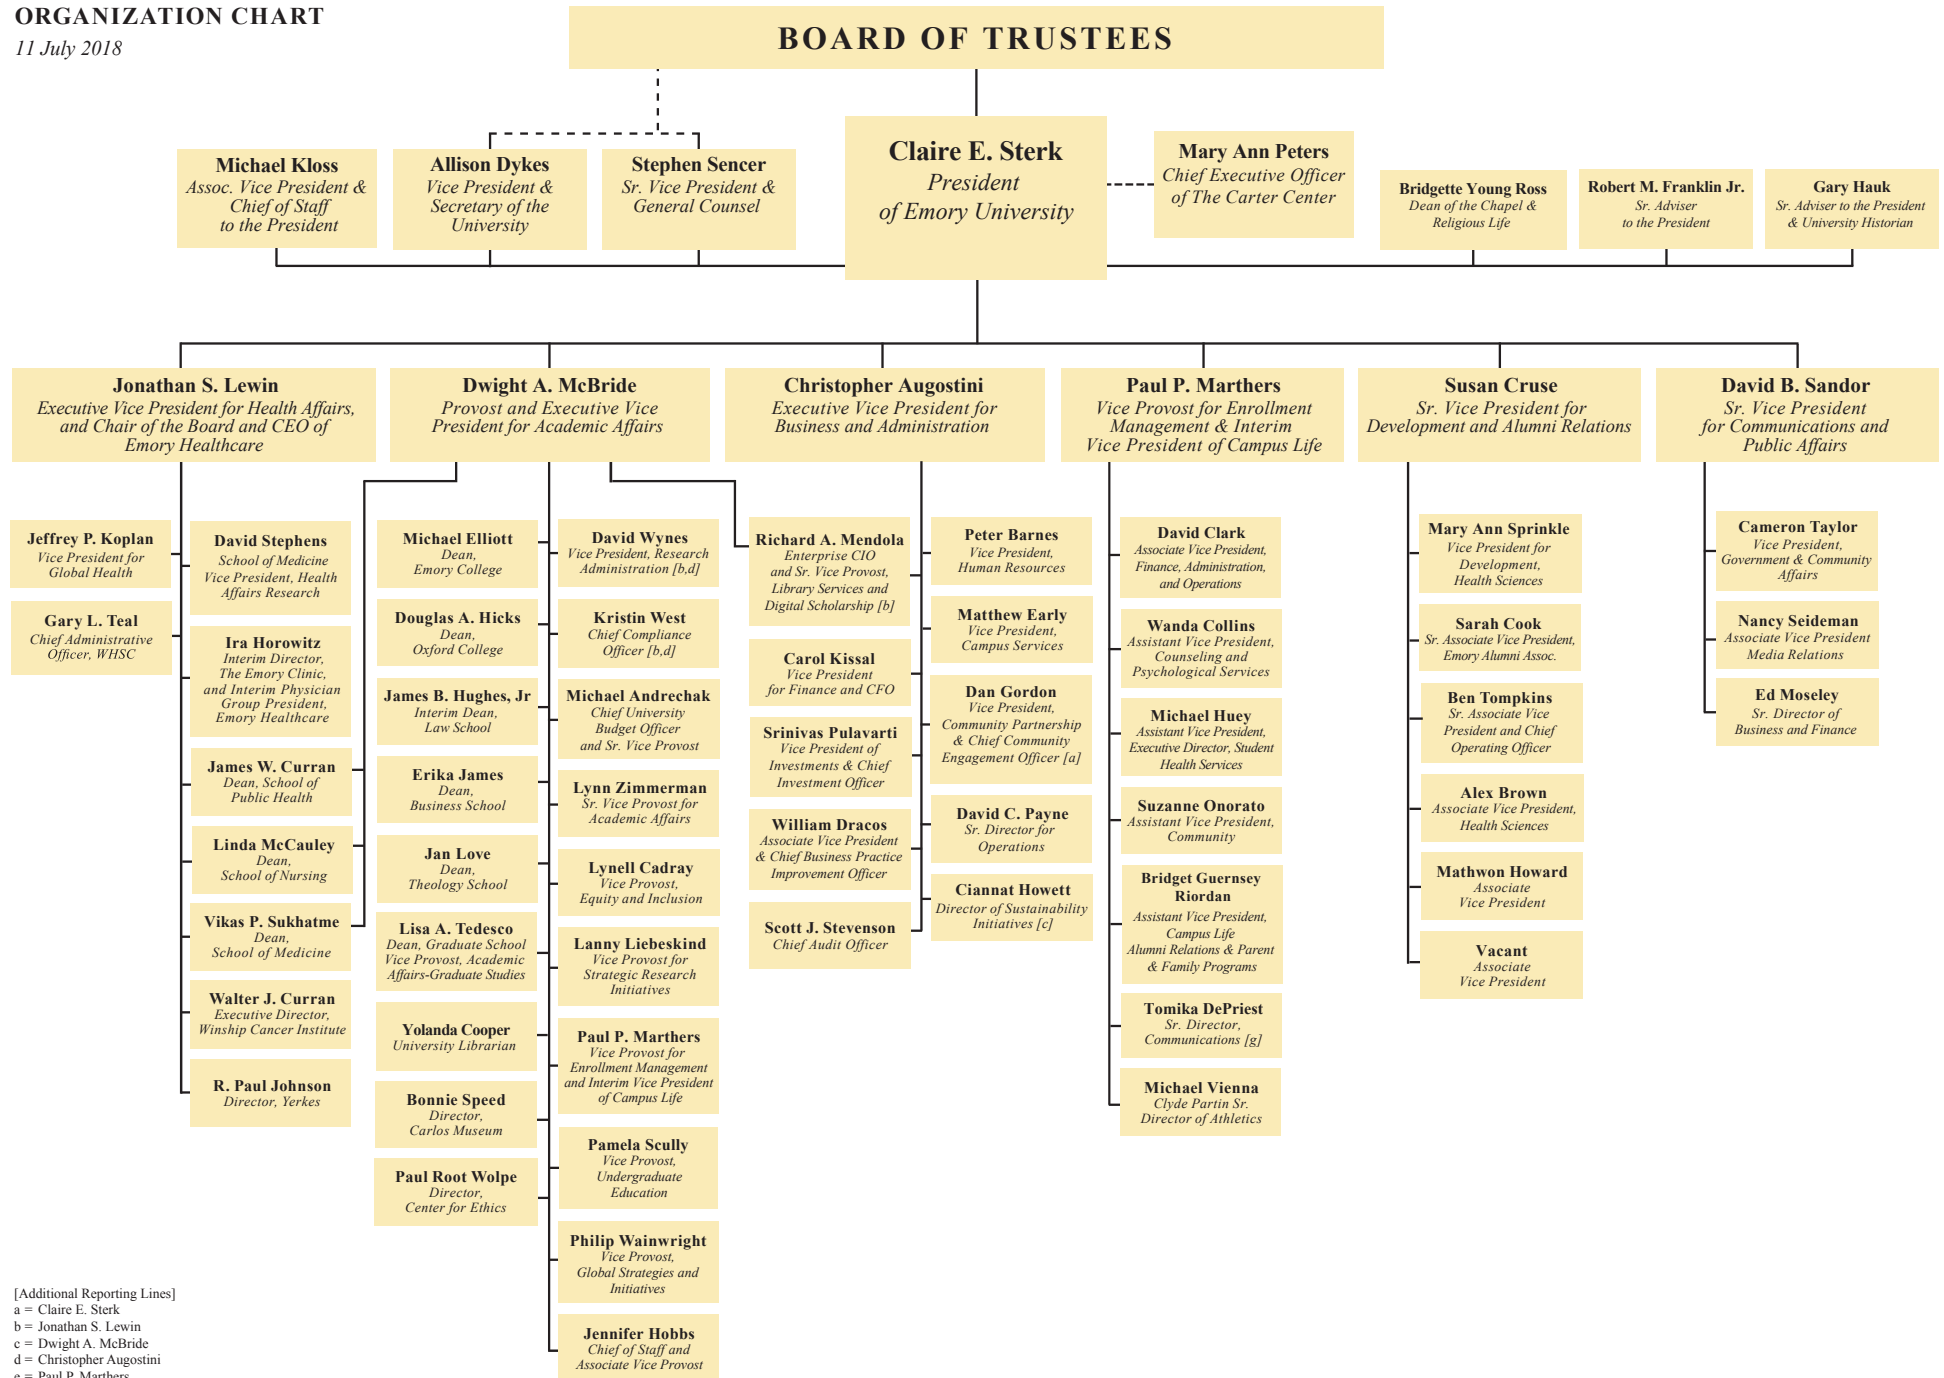 ORGANIZATION CHART
11 July 2018
BOARD OF TRUSTEES
Michael Kloss
Assoc. Vice President &
Chief of Staff
to the President
Allison Dykes
Vice President &
Secretary of the
University
Stephen Sencer
Sr. Vice President &
General Counsel
Claire E. Sterk
President
of Emory University
Mary Ann Peters
Chief Executive Officer
of The Carter Center
Bridgette Young Ross
Dean of the Chapel &
Religious Life
Robert M. Franklin Jr.
Sr. Adviser
to the President
Gary Hauk
Sr. Adviser to the President
& University Historian
Jonathan S. Lewin
Executive Vice President for Health Affairs,
and Chair of the Board and CEO of
Emory Healthcare
Dwight A. McBride
Provost and Executive Vice
President for Academic Affairs
Christopher Augostini
Executive Vice President for
Business and Administration
Paul P. Marthers
Vice Provost for Enrollment
Management & Interim
Vice President of Campus Life
Susan Cruse
Sr. Vice President for
Development and Alumni Relations
David B. Sandor
Sr. Vice President
for Communications and
Public Affairs
Jeffrey P. Koplan
Vice President for
Global Health
Gary L. Teal
Chief Administrative
Officer, WHSC
David Stephens
School of Medicine
Vice President, Health
Affairs Research
Ira Horowitz
Interim Director,
The Emory Clinic,
and Interim Physician
Group President,
Emory Healthcare
James W. Curran
Dean, School of
Public Health
Linda McCauley
Dean,
School of Nursing
Vikas P. Sukhatme
Dean,
School of Medicine
Walter J. Curran
Executive Director,
Winship Cancer Institute
R. Paul Johnson
Director, Yerkes
Michael Elliott
Dean,
Emory College
Douglas A. Hicks
Dean,
Oxford College
James B. Hughes, Jr
Interim Dean,
Law School
Erika James
Dean,
Business School
Jan Love
Dean,
Theology School
Lisa A. Tedesco
Dean, Graduate School
Vice Provost, Academic
Affairs-Graduate Studies
Yolanda Cooper
University Librarian
Bonnie Speed
Director,
Carlos Museum
Paul Root Wolpe
Director,
Center for Ethics
David Wynes
Vice President, Research
Administration [b,d]
Kristin West
Chief Compliance
Officer [b,d]
Michael Andrechak
Chief University
Budget Officer
and Sr. Vice Provost
Lynn Zimmerman
Sr. Vice Provost for
Academic Affairs
Lynell Cadray
Vice Provost,
Equity and Inclusion
Lanny Liebeskind
Vice Provost for
Strategic Research
Initiatives
Paul P. Marthers
Vice Provost for
Enrollment Management
and Interim Vice President
of Campus Life
Pamela Scully
Vice Provost,
Undergraduate
Education
Philip Wainwright
Vice Provost,
Global Strategies and
Initiatives
Jennifer Hobbs
Chief of Staff and
Associate Vice Provost
Richard A. Mendola
Enterprise CIO
and Sr. Vice Provost,
Library Services and
Digital Scholarship [b]
Carol Kissal
Vice President
for Finance and CFO
Srinivas Pulavarti
Vice President of
Investments & Chief
Investment Officer
William Dracos
Associate Vice President
& Chief Business Practice
Improvement Officer
Scott J. Stevenson
Chief Audit Officer
Peter Barnes
Vice President,
Human Resources
Matthew Early
Vice President,
Campus Services
Dan Gordon
Vice President,
Community Partnership
& Chief Community
Engagement Officer [a]
David C. Payne
Sr. Director for
Operations
Ciannat Howett
Director of Sustainability
Initiatives [c]
David Clark
Associate Vice President,
Finance, Administration,
and Operations
Wanda Collins
Assistant Vice President,
Counseling and
Psychological Services
Michael Huey
Assistant Vice President,
Executive Director, Student
Health Services
Suzanne Onorato
Assistant Vice President,
Community
Bridget Guernsey
Riordan
Assistant Vice President,
Campus Life
Alumni Relations & Parent
& Family Programs
Tomika DePriest
Sr. Director,
Communications [g]
Michael Vienna
Clyde Partin Sr.
Director of Athletics
Mary Ann Sprinkle
Vice President for
Development,
Health Sciences
Sarah Cook
Sr. Associate Vice President,
Emory Alumni Assoc.
Ben Tompkins
Sr. Associate Vice
President and Chief
Operating Officer
Alex Brown
Associate Vice President,
Health Sciences
Mathwon Howard
Associate
Vice President
Vacant
Associate
Vice President
Cameron Taylor
Vice President,
Government & Community
Affairs
Nancy Seideman
Associate Vice President
Media Relations
Ed Moseley
Sr. Director of
Business and Finance
[Additional Reporting Lines]
a = Claire E. Sterk
b = Jonathan S. Lewin
c = Dwight A. McBride
d = Christopher Augostini
e = Paul P. Marthers